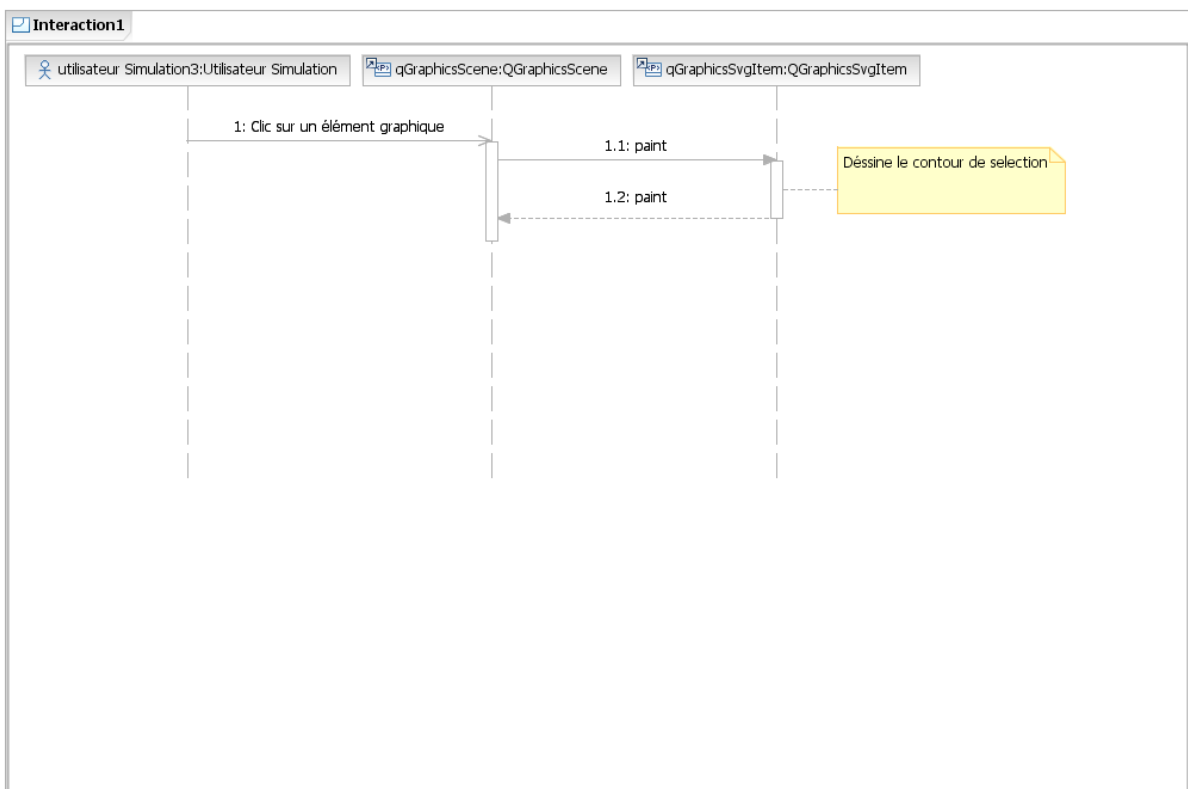 Interaction1
utilisateur Simulation3:Utilisateur Simulation
qGraphicsScene:QGraphicsScene
qGraphicsSvgItem:QGraphicsSvgItem
1: Clic sur un élément graphique
1.1: paint
Déssine le contour de selection
1.2: paint